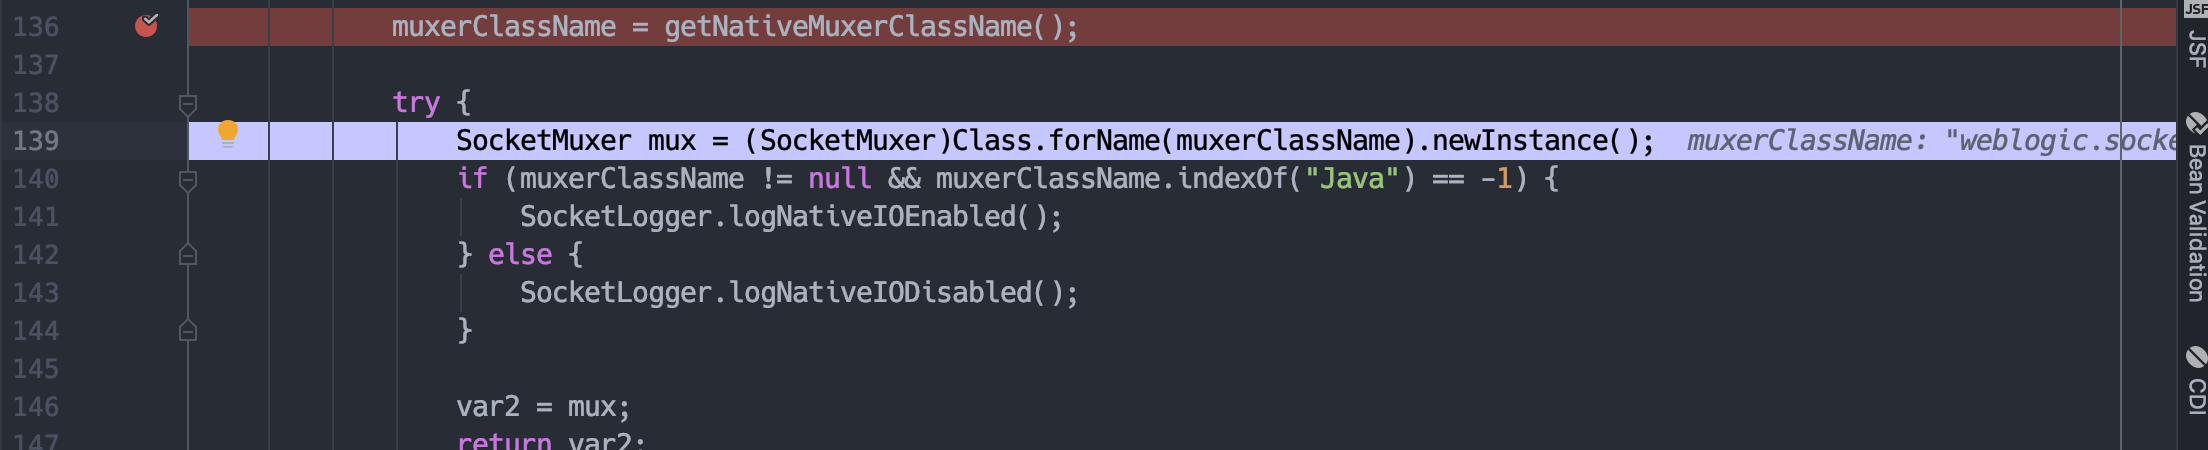 136 muxerClassName = getNativeMuxerClassName();
137
138 try {
139 SocketMuxer mux = (SocketMuxer)Class.forName(muxerClassName).newInstance(); muxerClassName: "weblogic.socke
140 if (muxerClassName != null && muxerClassName.indexOf("Java") == -1) {
141 SocketLogger.logNativeIOEnabled();
142 } else {
143 SocketLogger.logNativeIODisabled();
144 }
145
146 var2 = mux;
147 return var2;
JSF
JSF
Bean Validation
CDI